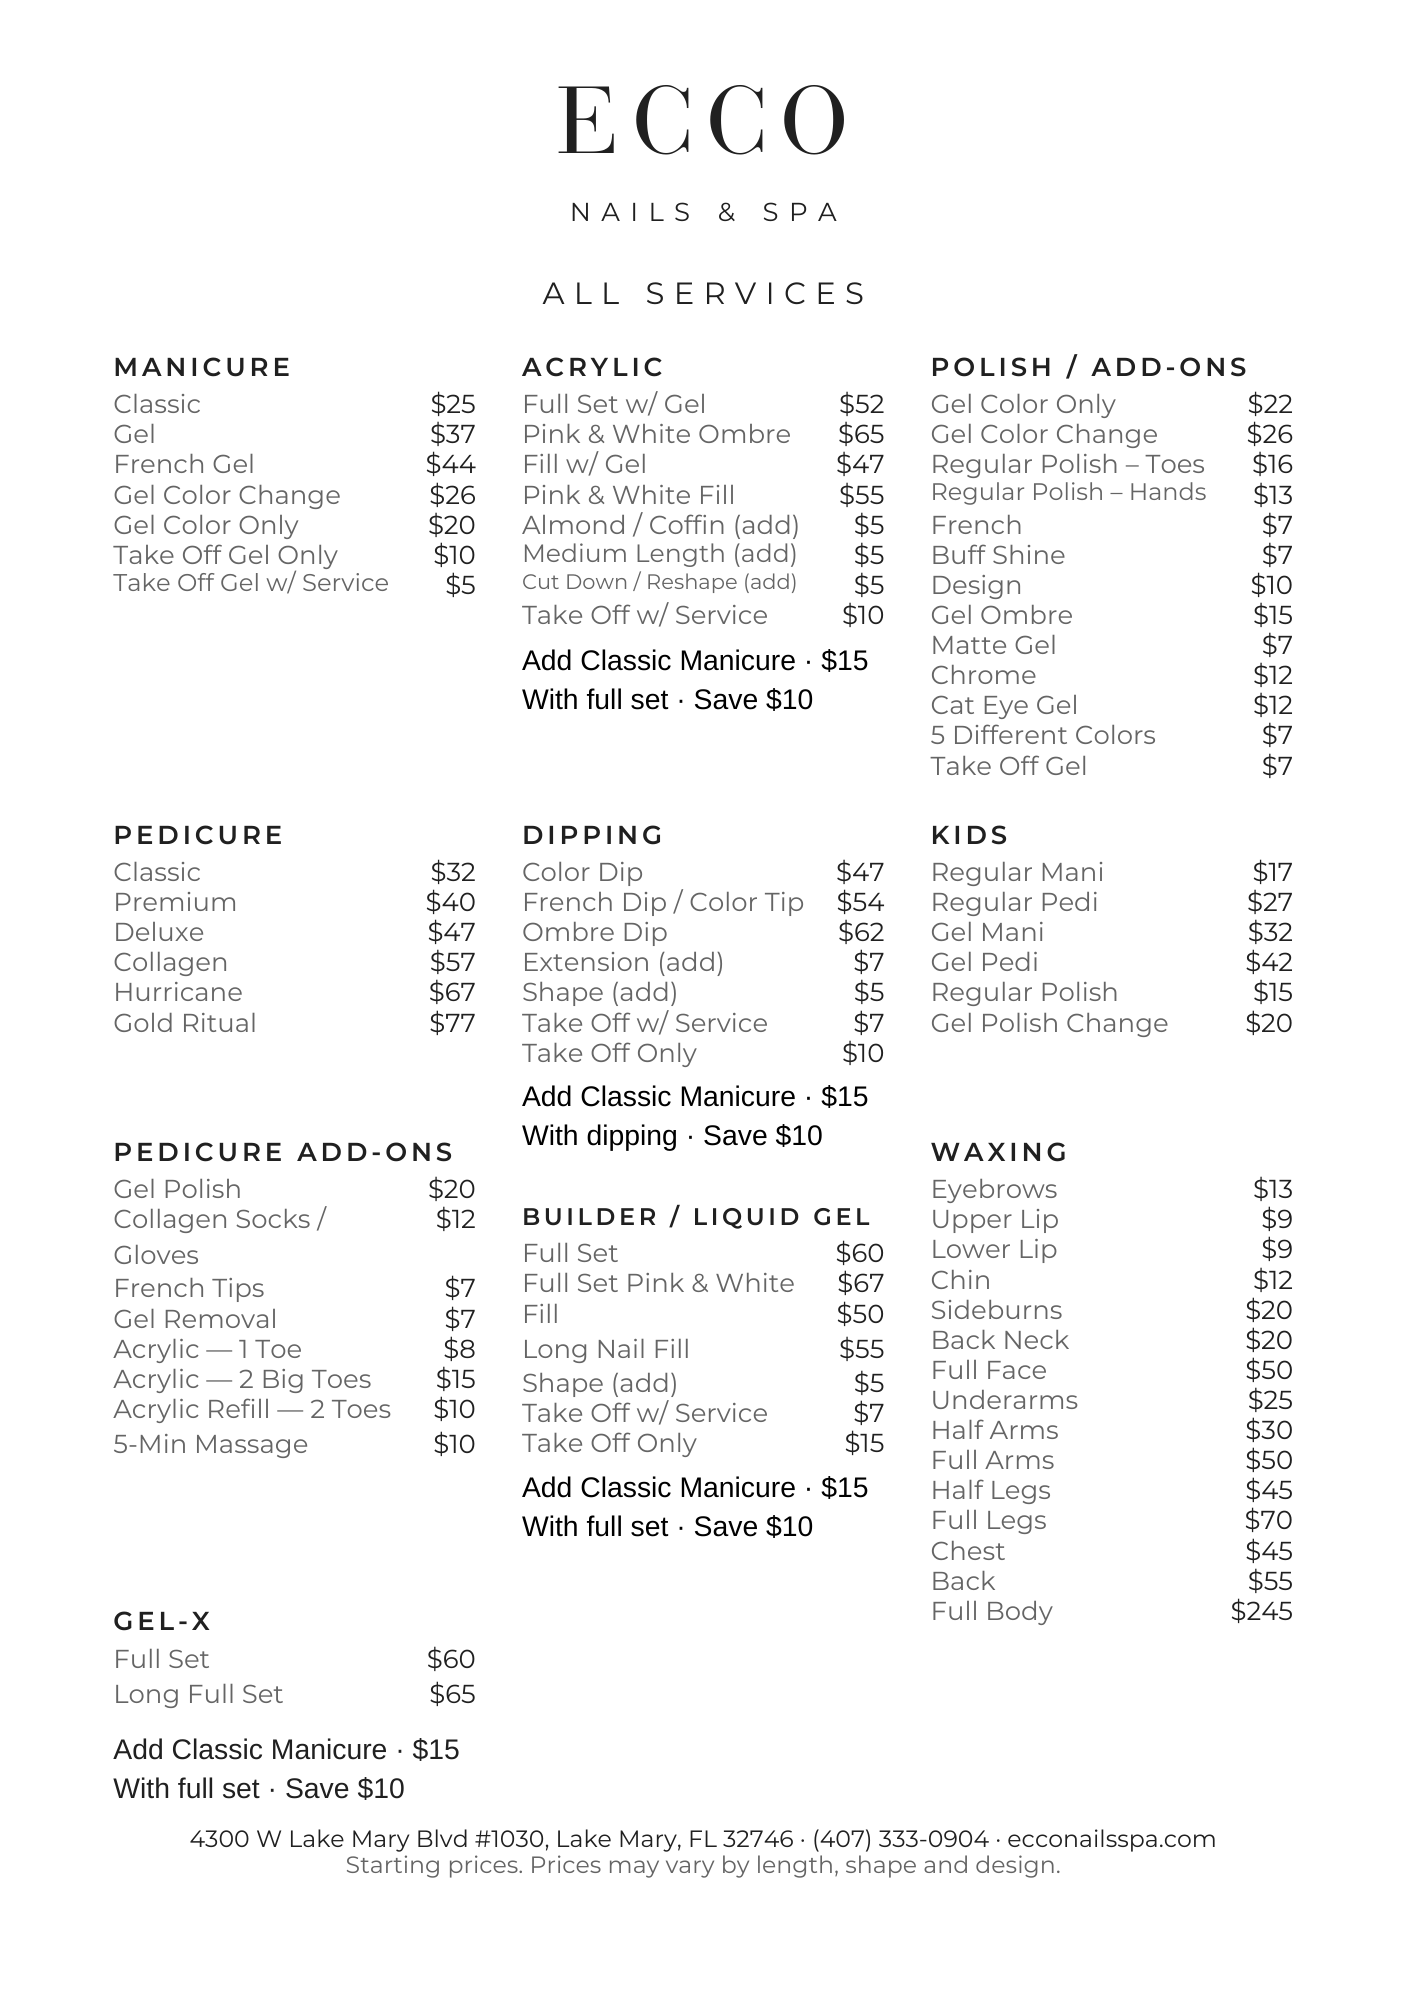 ECCO
NAILS & SPA
ALL SERVICES
MANICURE
Classic $25
Gel $37
French Gel $44
Gel Color Change $26
Gel Color Only $20
Take Off Gel Only $10
Take Off Gel w/ Service $5
ACRYLIC
Full Set w/ Gel $52
Pink & White Ombre $65
Fill w/ Gel $47
Pink & White Fill $55
Almond / Coffin (add) $5
Medium Length (add) $5
Cut Down / Reshape (add) $5
Take Off w/ Service $10
Add Classic Manicure · $15
With full set · Save $10
POLISH / ADD-ONS
Gel Color Only $22
Gel Color Change $26
Regular Polish – Toes $16
Regular Polish – Hands $13
French $7
Buff Shine $7
Design $10
Gel Ombre $15
Matte Gel $7
Chrome $12
Cat Eye Gel $12
5 Different Colors $7
Take Off Gel $7
PEDICURE
Classic $32
Premium $40
Deluxe $47
Collagen $57
Hurricane $67
Gold Ritual $77
DIPPING
Color Dip $47
French Dip / Color Tip $54
Ombre Dip $62
Extension (add) $7
Shape (add) $5
Take Off w/ Service $7
Take Off Only $10
Add Classic Manicure · $15
With dipping · Save $10
KIDS
Regular Mani $17
Regular Pedi $27
Gel Mani $32
Gel Pedi $42
Regular Polish $15
Gel Polish Change $20
PEDICURE ADD-ONS
Gel Polish $20
Collagen Socks / $12
Gloves
French Tips $7
Gel Removal $7
Acrylic — 1 Toe $8
Acrylic — 2 Big Toes $15
Acrylic Refill — 2 Toes $10
5-Min Massage $10
BUILDER / LIQUID GEL
Full Set $60
Full Set Pink & White $67
Fill $50
Long Nail Fill $55
Shape (add) $5
Take Off w/ Service $7
Take Off Only $15
Add Classic Manicure · $15
With full set · Save $10
WAXING
Eyebrows $13
Upper Lip $9
Lower Lip $9
Chin $12
Sideburns $20
Back Neck $20
Full Face $50
Underarms $25
Half Arms $30
Full Arms $50
Half Legs $45
Full Legs $70
Chest $45
Back $55
Full Body $245
GEL-X
Full Set $60
Long Full Set $65
Add Classic Manicure · $15
With full set · Save $10
4300 W Lake Mary Blvd #1030, Lake Mary, FL 32746 · (407) 333-0904 · ecconailsspa.com
Starting prices. Prices may vary by length, shape and design.